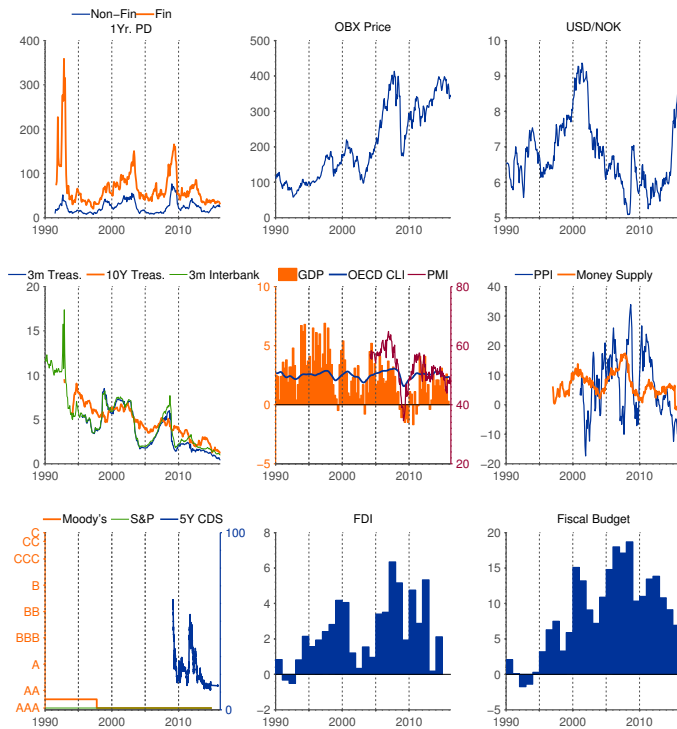 Non−Fin Fin
1Yr. PD
400
300
200
100
0
1990 2000 2010
OBX Price
500
400
300
200
100
0
1990 2000 2010
USD/NOK
10
9
8
7
6
5
1990 2000 2010
3m Treas. 10Y Treas. 3m Interbank
20
15
10
5
0
1990 2000 2010
GDP OECD CLI PMI
10
5
0
−5
80
60
40
20
1990 2000 2010
PPI Money Supply
40
30
20
10
0
−10
−20
1990 2000 2010
Moody's S&P 5Y CDS
C
CC
CCC
B
BB
BBB
A
AA
AAA
100
0
1990 2000 2010
FDI
8
6
4
2
0
−2
1990 2000 2010
Fiscal Budget
20
15
10
5
0
−5
1990 2000 2010